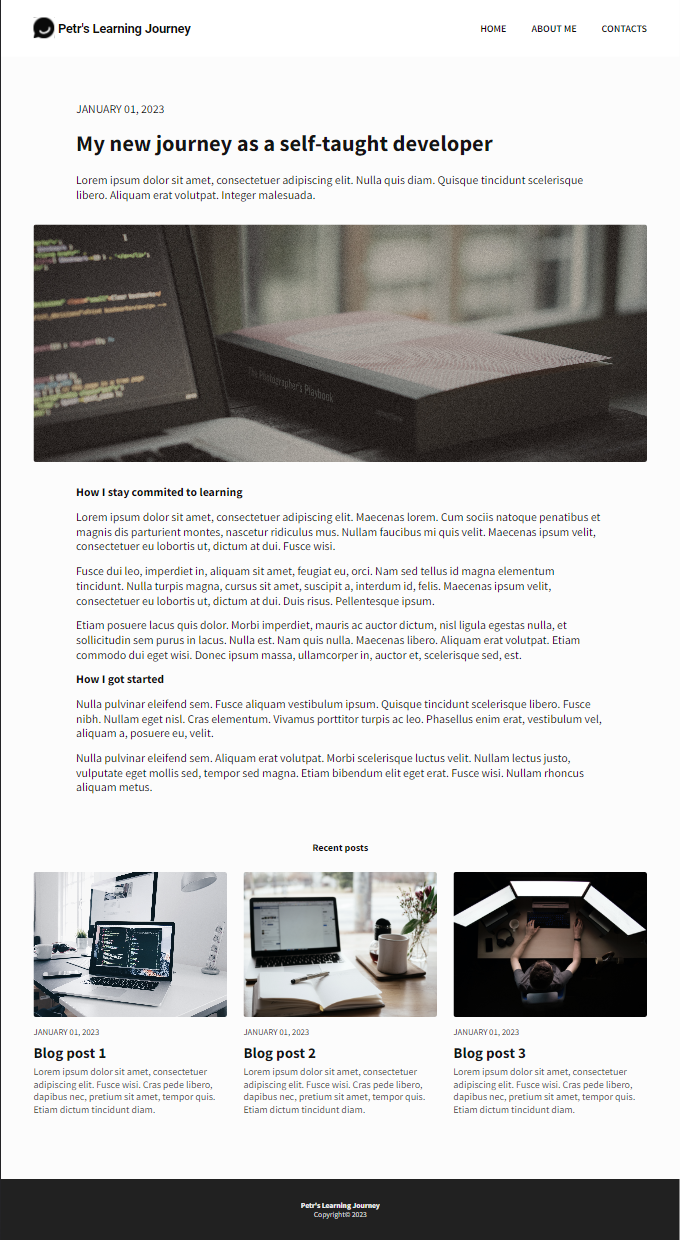 Petr's Learning Journey
HOME ABOUT ME CONTACTS
JANUARY 01, 2023
My new journey as a self-taught developer
Lorem ipsum dolor sit amet, consectetuer adipiscing elit. Nulla quis diam. Quisque tincidunt scelerisque
libero. Aliquam erat volutpat. Integer malesuada.
The Photographer's Playbook
How I stay commited to learning
Lorem ipsum dolor sit amet, consectetuer adipiscing elit. Maecenas lorem. Cum sociis natoque penatibus et
magnis dis parturient montes, nascetur ridiculus mus. Nullam faucibus mi quis velit. Maecenas ipsum velit,
consectetuer eu lobortis ut, dictum at dui. Fusce wisi.
Fusce dui leo, imperdiet in, aliquam sit amet, feugiat eu, orci. Nam sed tellus id magna elementum
tincidunt. Nulla turpis magna, cursus sit amet, suscipit a, interdum id, felis. Maecenas ipsum velit,
consectetuer eu lobortis ut, dictum at dui. Duis risus. Pellentesque ipsum.
Etiam posuere lacus quis dolor. Morbi imperdiet, mauris ac auctor dictum, nisl ligula egestas nulla, et
sollicitudin sem purus in lacus. Nulla est. Nam quis nulla. Maecenas libero. Aliquam erat volutpat. Etiam
commodo dui eget wisi. Donec ipsum massa, ullamcorper in, auctor et, scelerisque sed, est.
How I got started
Nulla pulvinar eleifend sem. Fusce aliquam vestibulum ipsum. Quisque tincidunt scelerisque libero. Fusce
nibh. Nullam eget nisl. Cras elementum. Vivamus porttitor turpis ac leo. Phasellus enim erat, vestibulum vel,
aliquam a, posuere eu, velit.
Nulla pulvinar eleifend sem. Aliquam erat volutpat. Morbi scelerisque luctus velit. Nullam lectus justo,
vulputate eget mollis sed, tempor sed magna. Etiam bibendum elit eget erat. Fusce wisi. Nullam rhoncus
aliquam metus.
Recent posts
JANUARY 01, 2023
Blog post 1
Lorem ipsum dolor sit amet, consectetuer
adipiscing elit. Fusce wisi. Cras pede libero,
dapibus nec, pretium sit amet, tempor quis.
Etiam dictum tincidunt diam.
JANUARY 01, 2023
Blog post 2
Lorem ipsum dolor sit amet, consectetuer
adipiscing elit. Fusce wisi. Cras pede libero,
dapibus nec, pretium sit amet, tempor quis.
Etiam dictum tincidunt diam.
JANUARY 01, 2023
Blog post 3
Lorem ipsum dolor sit amet, consectetuer
adipiscing elit. Fusce wisi. Cras pede libero,
dapibus nec, pretium sit amet, tempor quis.
Etiam dictum tincidunt diam.
Petr's Learning Journey
Copyright© 2023